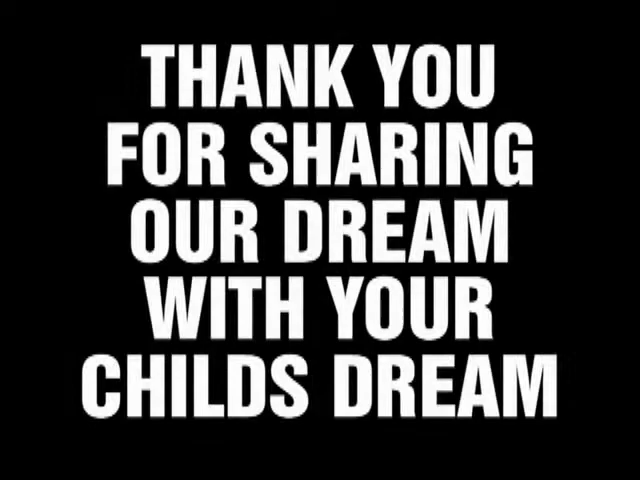 THANK YOU
FOR SHARING
OUR DREAM
WITH YOUR
CHILDS DREAM